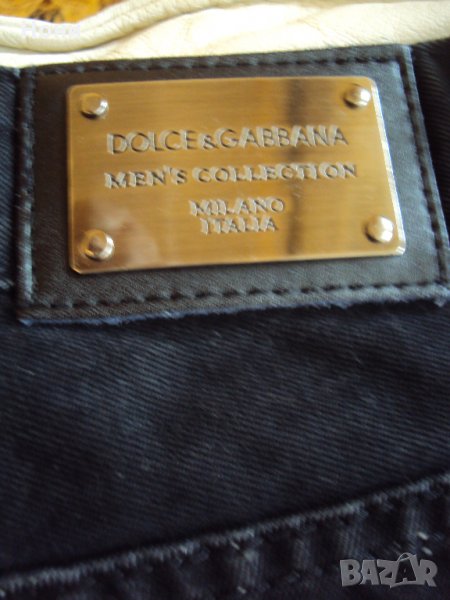 DOLCE&GABBANA
MEN'S COLLECTION
MILANO
ITALIA
BAZAR